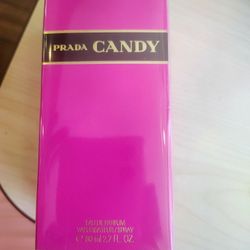 PRADA CANDY
EAU DE PARFUM
VAPORISATEUR/SPRAY
e 80 ml 2,7 FL. OZ.